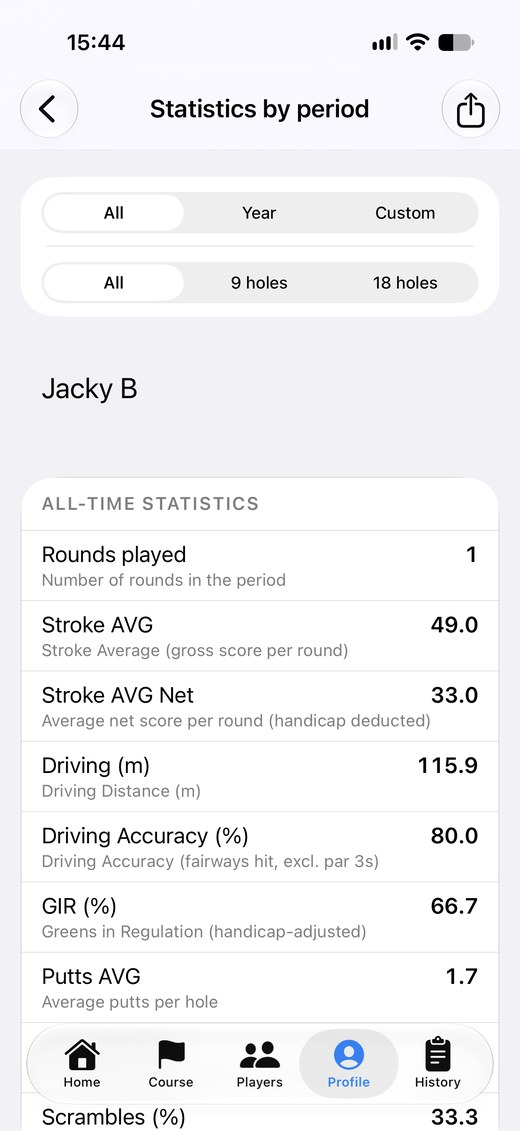 15:44
Statistics by period
All Year Custom
All 9 holes 18 holes
Jacky B
ALL-TIME STATISTICS
Rounds played 1
Number of rounds in the period
Stroke AVG 49.0
Stroke Average (gross score per round)
Stroke AVG Net 33.0
Average net score per round (handicap deducted)
Driving (m) 115.9
Driving Distance (m)
Driving Accuracy (%) 80.0
Driving Accuracy (fairways hit, excl. par 3s)
GIR (%) 66.7
Greens in Regulation (handicap-adjusted)
Putts AVG 1.7
Average putts per hole
Home Course Players Profile History
Scrambles (%) 33.3